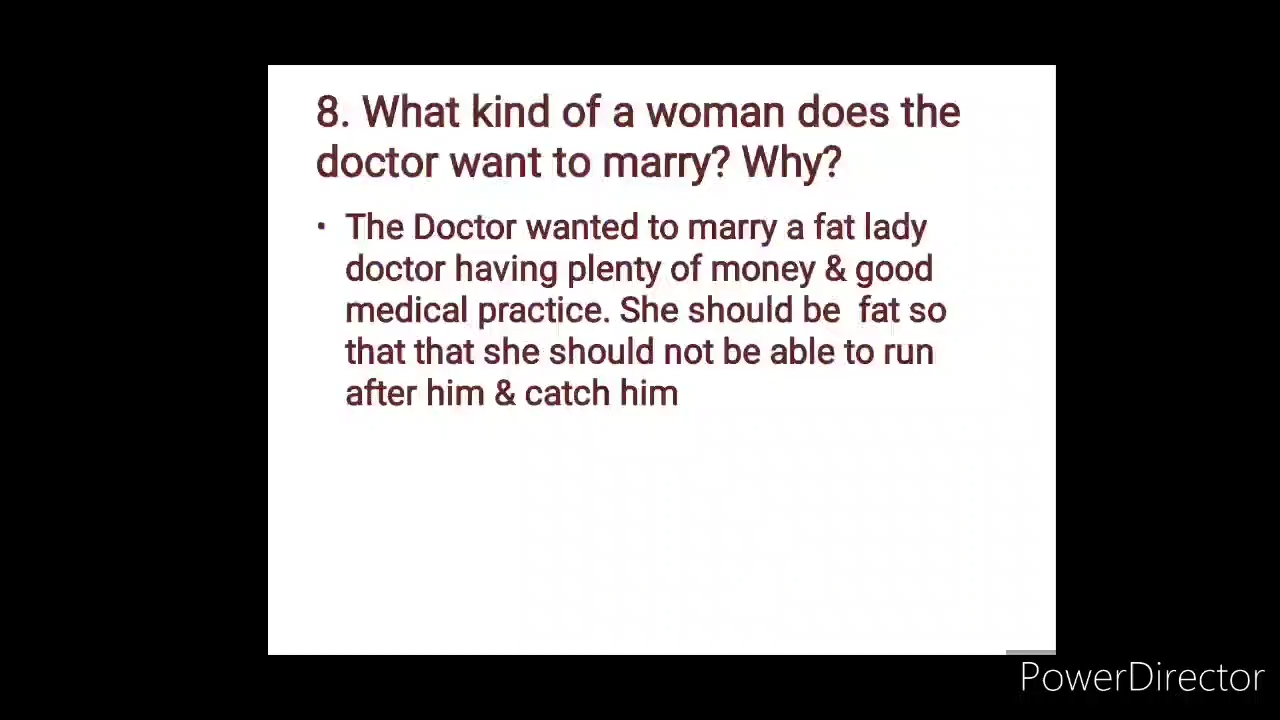 8. What kind of a woman does the
doctor want to marry? Why?
• The Doctor wanted to marry a fat lady
doctor having plenty of money & good
medical practice. She should be  fat so
that that she should not be able to run
after him & catch him
PowerDirector